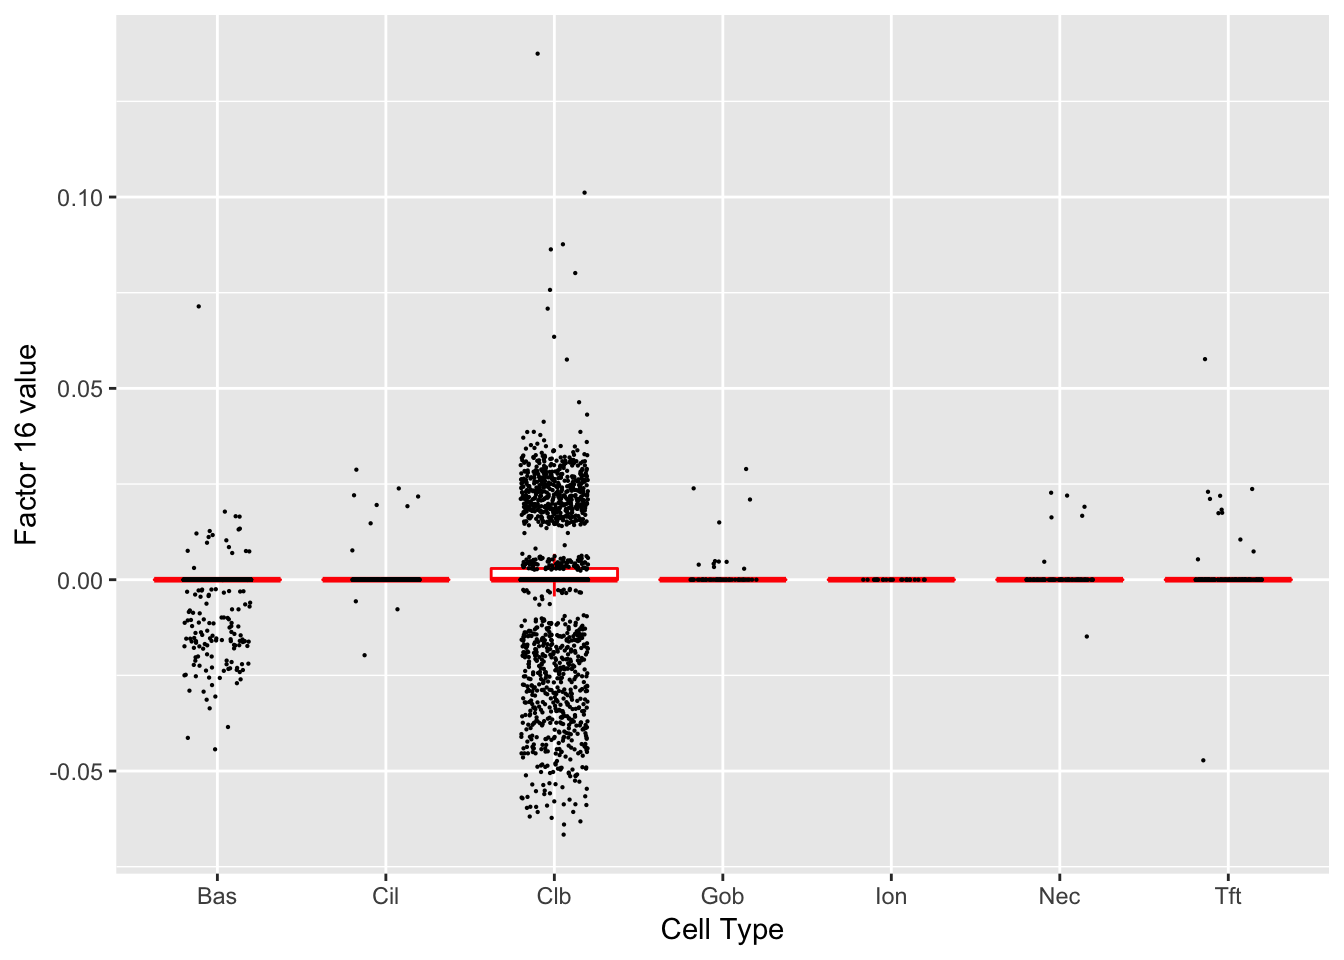 Factor 16 value
0.10
0.05
0.00
-0.05
Bas Cil Clb Gob Ion Nec Tft
Cell Type